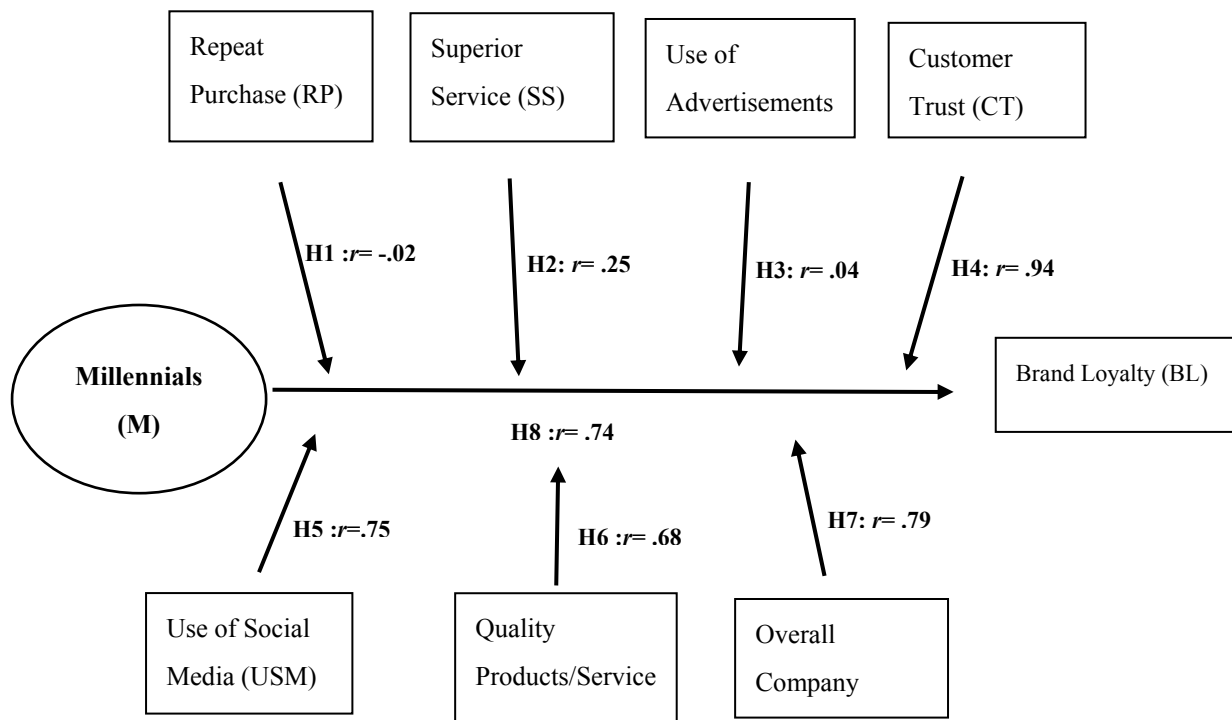 Repeat
Purchase (RP)
Superior
Service (SS)
Use of
Advertisements
Customer
Trust (CT)
H1 :r= -.02
H2: r= .25
H3: r= .04
H4: r= .94
Millennials
(M)
Brand Loyalty (BL)
H8 :r= .74
H5 :r=.75
H6 :r= .68
H7: r= .79
Use of Social
Media (USM)
Quality
Products/Service
Overall
Company